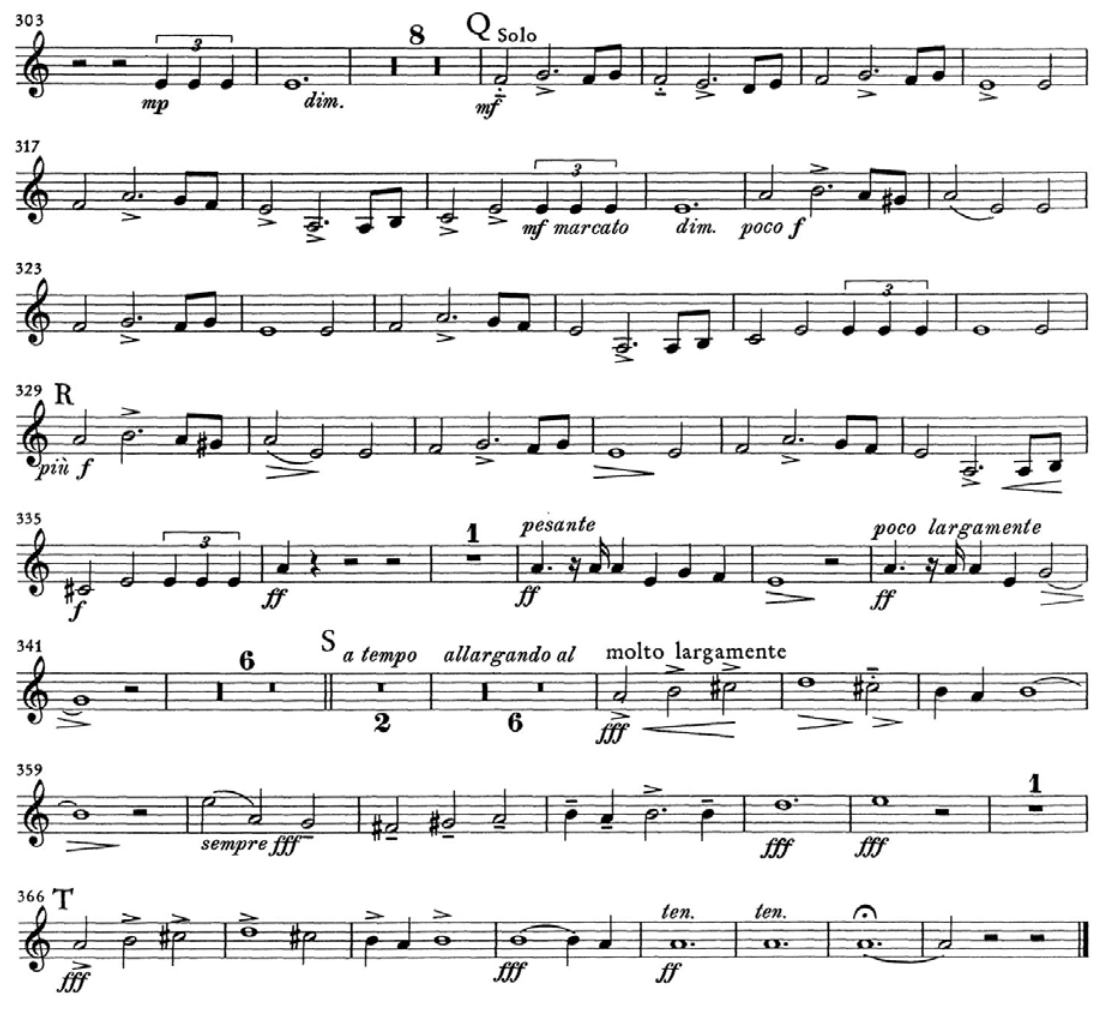 303 3 8 Q Solo
mp dim. mf
317 3
mf marcato dim. poco f
323 3
329 R
più f
335 3 1 pesante poco largamente
f ff ff ff
341 6 S a tempo allargando al molto largamente
2 6 fff
359 1
sempre fff fff fff
366 T ten. ten.
fff fff ff